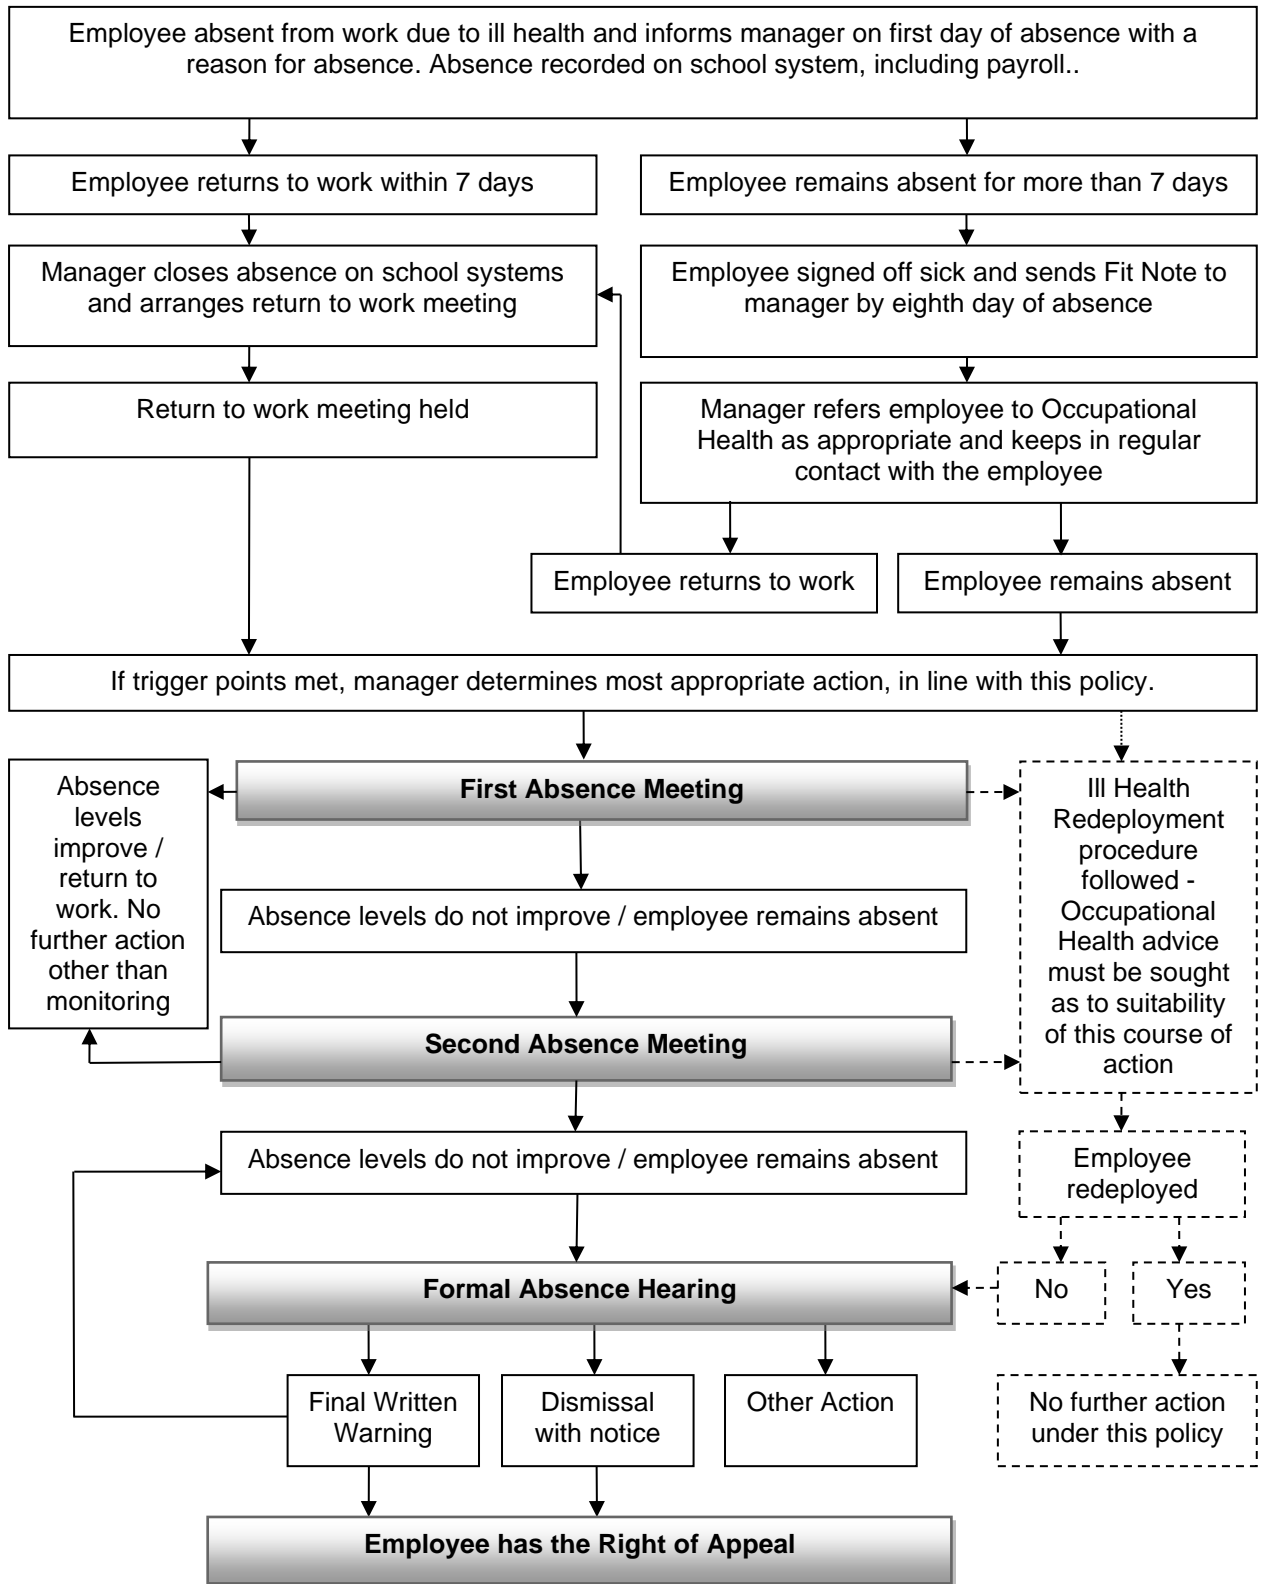 Employee absent from work due to ill health and informs manager on first day of absence with a
reason for absence. Absence recorded on school system, including payroll..
Employee returns to work within 7 days
Employee remains absent for more than 7 days
Manager closes absence on school systems
and arranges return to work meeting
Employee signed off sick and sends Fit Note to
manager by eighth day of absence
Return to work meeting held
Manager refers employee to Occupational
Health as appropriate and keeps in regular
contact with the employee
Employee returns to work
Employee remains absent
If trigger points met, manager determines most appropriate action, in line with this policy.
First Absence Meeting
Absence
levels
improve /
return to
work. No
further action
other than
monitoring
Ill Health
Redeployment
procedure
followed -
Occupational
Health advice
must be sought
as to suitability
of this course of
action
Absence levels do not improve / employee remains absent
Second Absence Meeting
Absence levels do not improve / employee remains absent
Employee
redeployed
Formal Absence Hearing
No
Yes
Final Written
Warning
Dismissal
with notice
Other Action
No further action
under this policy
Employee has the Right of Appeal